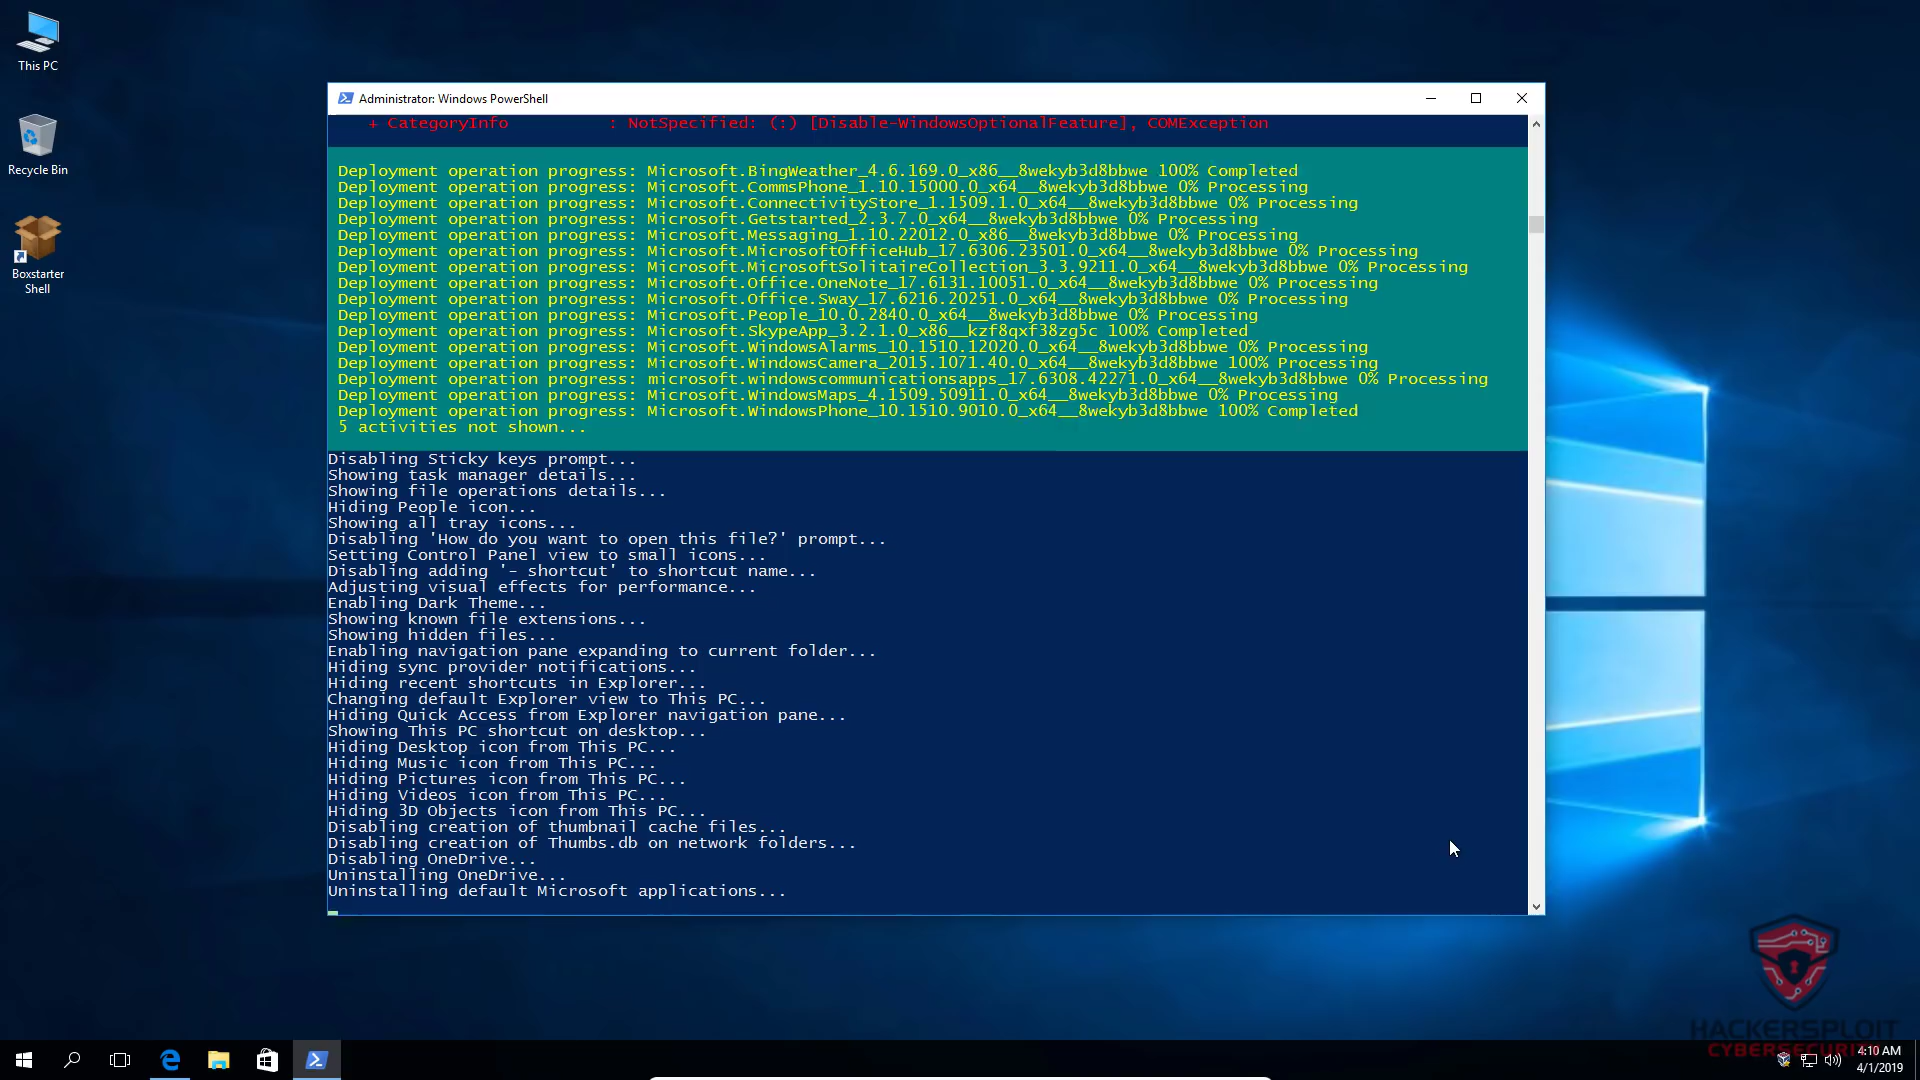 This PC
Recycle Bin
Boxstarter
Shell
Administrator: Windows PowerShell
+ CategoryInfo : NotSpecified: (:) [Disable-WindowsOptionalFeature], COMException
Deployment operation progress: Microsoft.BingWeather_4.6.169.0_x86__8wekyb3d8bbwe 100% Completed
Deployment operation progress: Microsoft.CommsPhone_1.10.15000.0_x64__8wekyb3d8bbwe 0% Processing
Deployment operation progress: Microsoft.ConnectivityStore_1.1509.1.0_x64__8wekyb3d8bbwe 0% Processing
Deployment operation progress: Microsoft.Getstarted_2.3.7.0_x64__8wekyb3d8bbwe 0% Processing
Deployment operation progress: Microsoft.Messaging_1.10.22012.0_x86__8wekyb3d8bbwe 0% Processing
Deployment operation progress: Microsoft.MicrosoftOfficeHub_17.6306.23501.0_x64__8wekyb3d8bbwe 0% Processing
Deployment operation progress: Microsoft.MicrosoftSolitaireCollection_3.3.9211.0_x64__8wekyb3d8bbwe 0% Processing
Deployment operation progress: Microsoft.Office.OneNote_17.6131.10051.0_x64__8wekyb3d8bbwe 0% Processing
Deployment operation progress: Microsoft.Office.Sway_17.6216.20251.0_x64__8wekyb3d8bbwe 0% Processing
Deployment operation progress: Microsoft.People_10.0.2840.0_x64__8wekyb3d8bbwe 0% Processing
Deployment operation progress: Microsoft.SkypeApp_3.2.1.0_x86__kzf8qxf38zg5c 100% Completed
Deployment operation progress: Microsoft.WindowsAlarms_10.1510.12020.0_x64__8wekyb3d8bbwe 0% Processing
Deployment operation progress: Microsoft.WindowsCamera_2015.1071.40.0_x64__8wekyb3d8bbwe 100% Processing
Deployment operation progress: microsoft.windowscommunicationsapps_17.6308.42271.0_x64__8wekyb3d8bbwe 0% Processing
Deployment operation progress: Microsoft.WindowsMaps_4.1509.50911.0_x64__8wekyb3d8bbwe 0% Processing
Deployment operation progress: Microsoft.WindowsPhone_10.1510.9010.0_x64__8wekyb3d8bbwe 100% Completed
5 activities not shown...
Disabling Sticky keys prompt...
Showing task manager details...
Showing file operations details...
Hiding People icon...
Showing all tray icons...
Disabling 'How do you want to open this file?' prompt...
Setting Control Panel view to small icons...
Disabling adding '- shortcut' to shortcut name...
Adjusting visual effects for performance...
Enabling Dark Theme...
Showing known file extensions...
Showing hidden files...
Enabling navigation pane expanding to current folder...
Hiding sync provider notifications...
Hiding recent shortcuts in Explorer...
Changing default Explorer view to This PC...
Hiding Quick Access from Explorer navigation pane...
Showing This PC shortcut on desktop...
Hiding Desktop icon from This PC...
Hiding Music icon from This PC...
Hiding Pictures icon from This PC...
Hiding Videos icon from This PC...
Hiding 3D Objects icon from This PC...
Disabling creation of thumbnail cache files...
Disabling creation of Thumbs.db on network folders...
Disabling OneDrive...
Uninstalling OneDrive...
Uninstalling default Microsoft applications...
HACKERSPLOIT
CYBERSECURITY
4:10 AM
4/1/2019